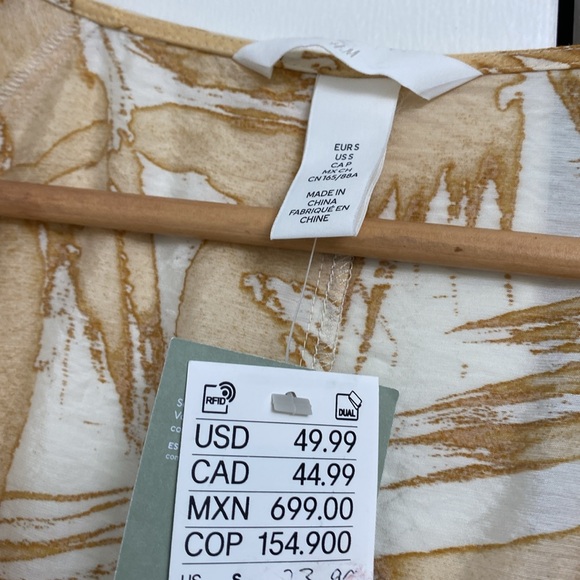 EUR S
US S
CA P
MX CH
CN 165/88A
MADE IN
CHINA
FABRIQUÉ EN
CHINE
RFID
DUAL
USD 49.99
CAD 44.99
MXN 699.00
COP 154.900
US S